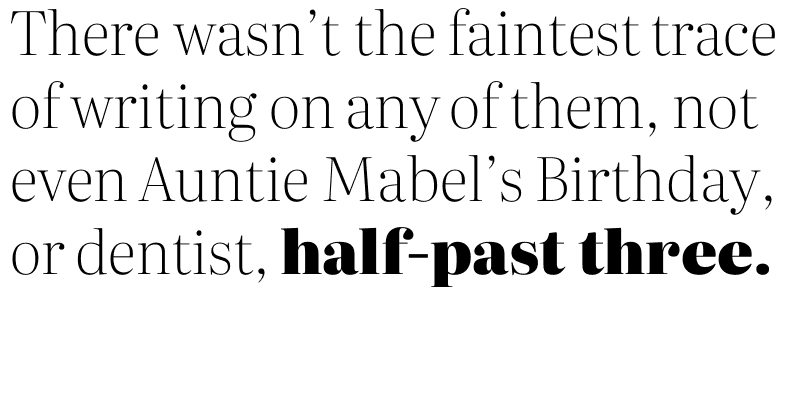 There wasn’t the faintest trace
of writing on any of them, not
even Auntie Mabel’s Birthday,
or dentist, half-past three.